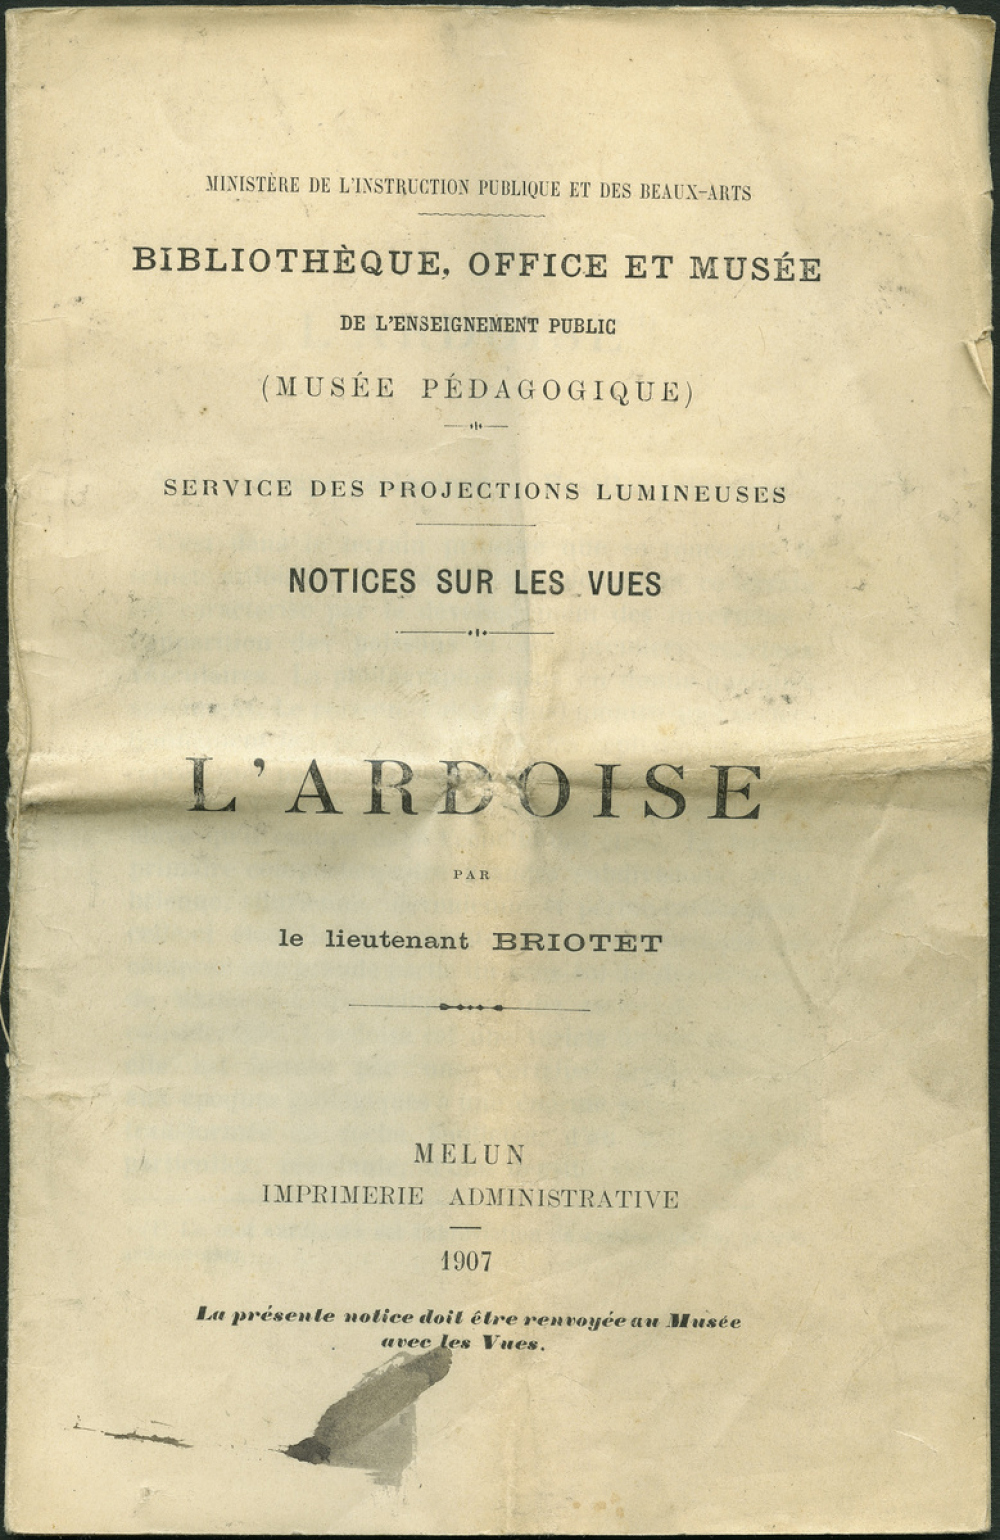 MINISTÈRE DE L'INSTRUCTION PUBLIQUE ET DES BEAUX-ARTS
BIBLIOTHÈQUE, OFFICE ET MUSÉE
DE L'ENSEIGNEMENT PUBLIC
(MUSÉE PÉDAGOGIQUE)
SERVICE DES PROJECTIONS LUMINEUSES
NOTICES SUR LES VUES
L'ARDOISE
PAR
le lieutenant BRIOTET
MELUN
IMPRIMERIE ADMINISTRATIVE
1907
La présente notice doit être renvoyée au Musée
avec les Vues.